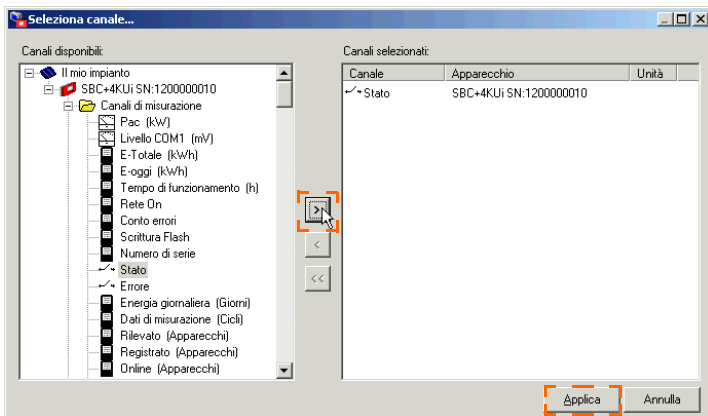 Seleziona canale...
Canali disponibili:
Il mio impianto
SBC+4KUi SN:1200000010
Canali di misurazione
Pac (kW)
Livello COM1 (mV)
E-Totale (kWh)
E-oggi (kWh)
Tempo di funzionamento (h)
Rete On
Conto errori
Scrittura Flash
Numero di serie
Stato
Errore
Energia giornaliera (Giorni)
Dati di misurazione (Cicli)
Rilevato (Apparecchi)
Registrato (Apparecchi)
Online (Apparecchi)
>
<
<<
Canali selezionati:
Canale Apparecchio Unità
Stato SBC+4KUi SN:1200000010
Applica Annulla